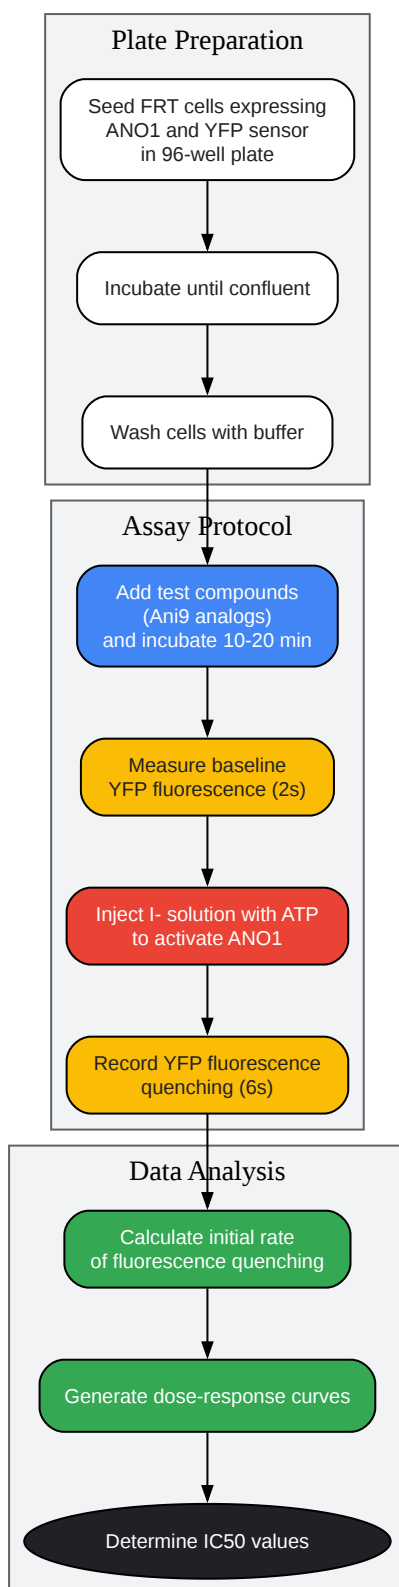 Plate Preparation
Seed FRT cells expressing
ANO1 and YFP sensor
in 96-well plate
Incubate until confluent
Wash cells with buffer
Assay Protocol
Add test compounds
(Ani9 analogs)
and incubate 10-20 min
Measure baseline
YFP fluorescence (2s)
Inject I- solution with ATP
to activate ANO1
Record YFP fluorescence
quenching (6s)
Data Analysis
Calculate initial rate
of fluorescence quenching
Generate dose-response curves
Determine IC50 values